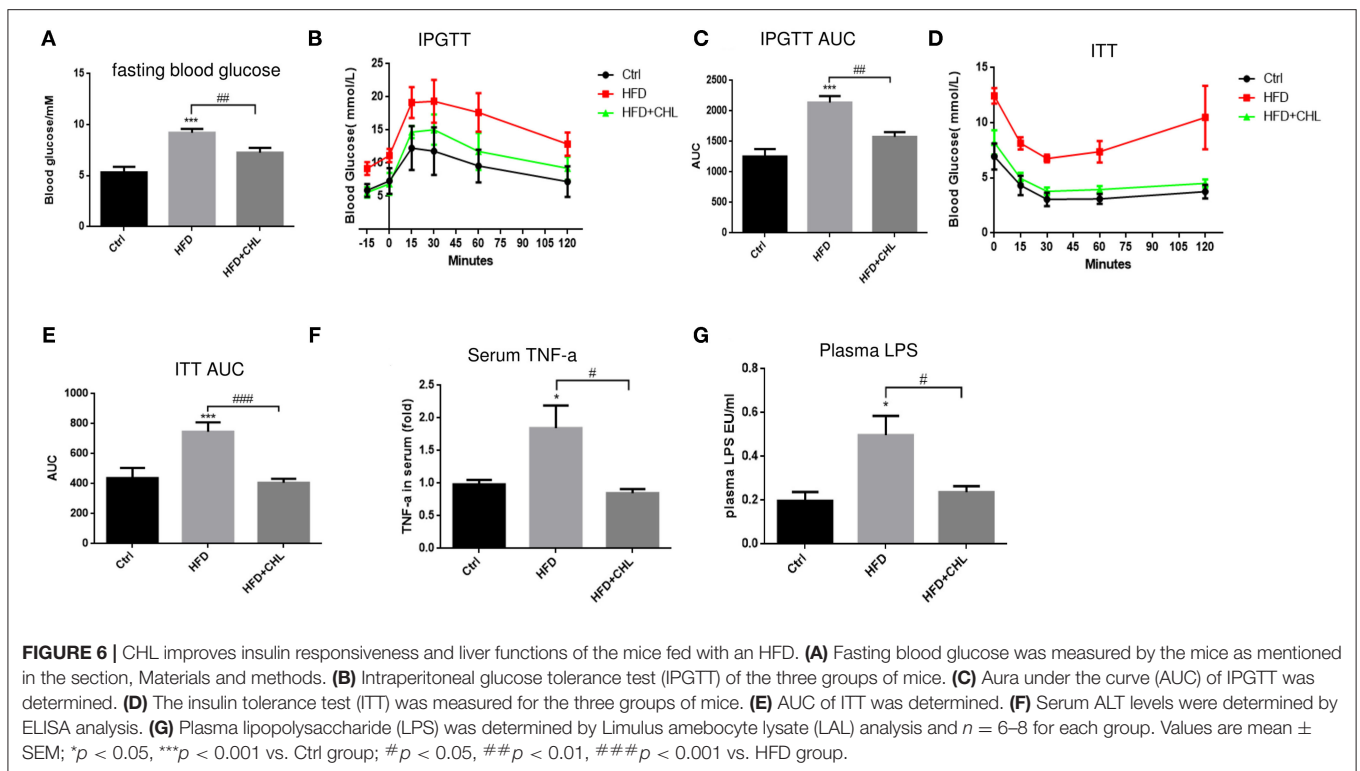 A
fasting blood glucose
Blood glucose/mM
15
10
5
0
***
##
Ctrl
HFD
HFD+CHL
B
IPGTT
Blood Glucose( mmol/L)
25
20
15
10
5
-15 0 15 30 45 60 75 90 105 120
Minutes
Ctrl
HFD
HFD+CHL
C
IPGTT AUC
AUC
2500
2000
1500
1000
500
0
***
##
Ctrl
HFD
HFD+CHL
D
ITT
Blood Glucose( mmol/L)
15
10
5
0
0 15 30 45 60 75 90 105 120
Minutes
Ctrl
HFD
HFD+CHL
E
ITT AUC
AUC
1000
800
600
400
200
0
***
###
Ctrl
HFD
HFD+CHL
F
Serum TNF-a
TNF-a in serum (fold)
2.5
2.0
1.5
1.0
0.5
0.0
*
#
Ctrl
HFD
HFD+CHL
G
Plasma LPS
plasma LPS EU/ml
0.8
0.6
0.4
0.2
0.0
*
#
Ctrl
HFD
HFD+CHL
FIGURE 6 | CHL improves insulin responsiveness and liver functions of the mice fed with an HFD. (A) Fasting blood glucose was measured by the mice as mentioned
in the section, Materials and methods. (B) Intraperitoneal glucose tolerance test (IPGTT) of the three groups of mice. (C) Aura under the curve (AUC) of IPGTT was
determined. (D) The insulin tolerance test (ITT) was measured for the three groups of mice. (E) AUC of ITT was determined. (F) Serum ALT levels were determined by
ELISA analysis. (G) Plasma lipopolysaccharide (LPS) was determined by Limulus amebocyte lysate (LAL) analysis and n = 6–8 for each group. Values are mean ±
SEM; *p < 0.05, ***p < 0.001 vs. Ctrl group; #p < 0.05, ##p < 0.01, ###p < 0.001 vs. HFD group.